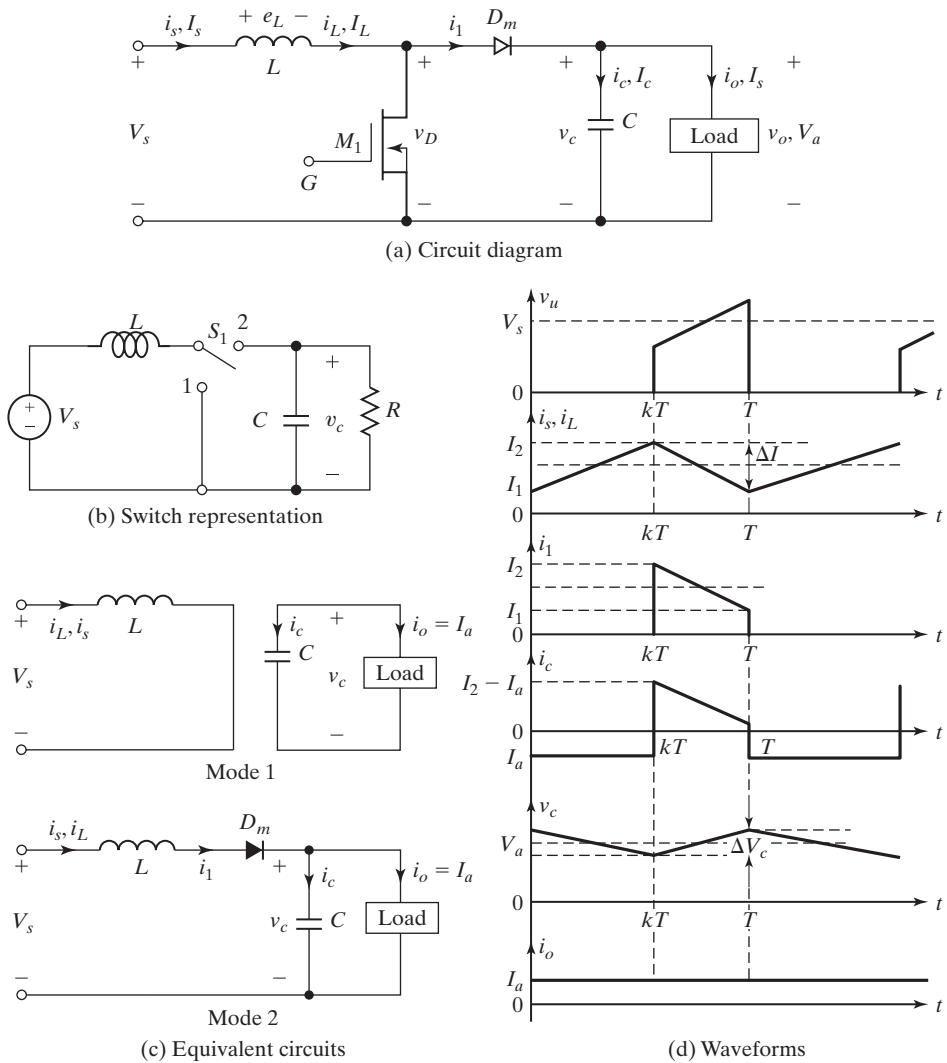 + e_L −
i_s, I_s
i_L, I_L
i_1
D_m
L
+
+
+
+
i_c, I_c
i_o, I_s
V_s
M_1
v_D
v_c
C
Load
v_o, V_a
G
−
−
−
−
(a) Circuit diagram
L
S_1
2
1
+
+
−
V_s
C
v_c
R
−
(b) Switch representation
+
i_L, i_s
L
V_s
−
i_c
+
C
v_c
−
i_o = I_a
Load
Mode 1
i_s, i_L
D_m
+
L
i_1
+
i_c
i_o = I_a
V_s
v_c
C
Load
−
−
Mode 2
(c) Equivalent circuits
v_u
V_s
0
kT
T
t
i_s, i_L
I_2
ΔI
I_1
0
kT
T
t
i_1
I_2
I_1
0
kT
T
t
i_c
I_2 − I_a
0
kT
T
t
I_a
v_c
V_a
ΔV_c
0
kT
T
t
i_o
I_a
0
t
(d) Waveforms